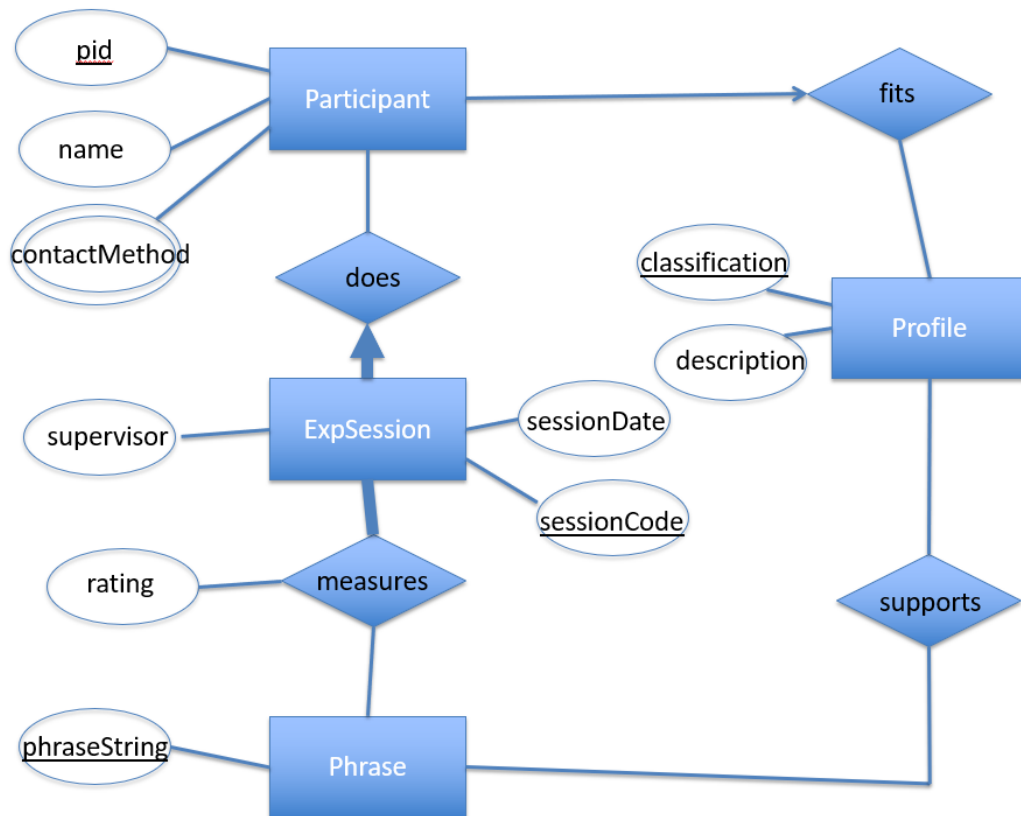 pid
Participant
fits
name
contactMethod
does
classification
Profile
description
supervisor
ExpSession
sessionDate
sessionCode
rating
measures
supports
phraseString
Phrase